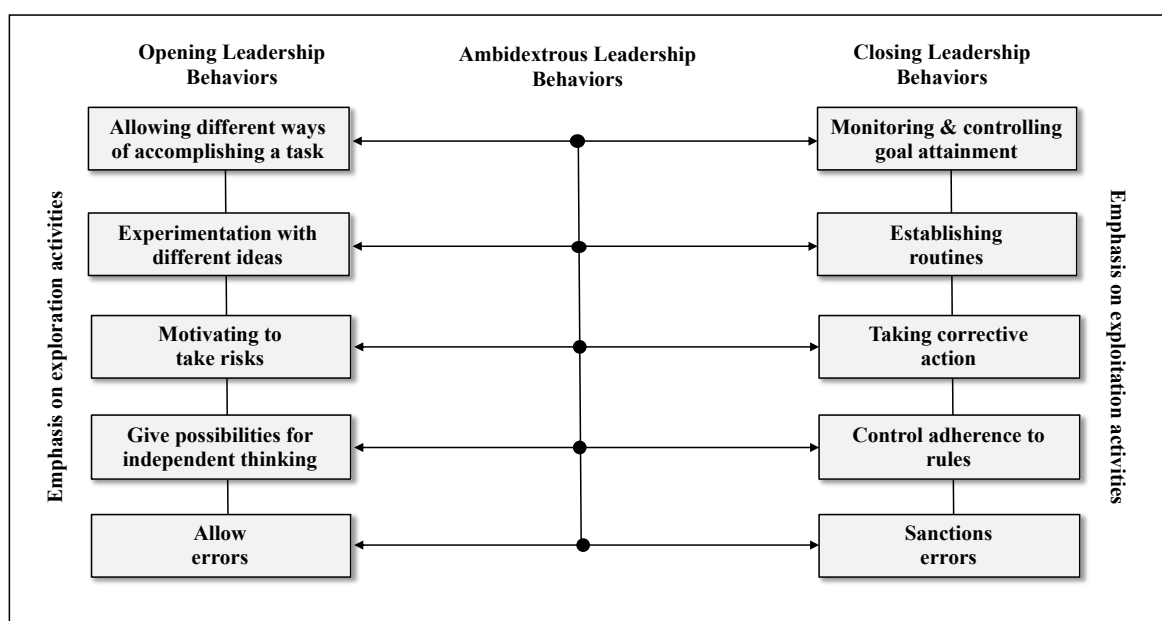 Opening Leadership
Behaviors
Ambidextrous Leadership
Behaviors
Closing Leadership
Behaviors
Emphasis on exploration activities
Allowing different ways
of accomplishing a task
Monitoring & controlling
goal attainment
Experimentation with
different ideas
Establishing
routines
Motivating to
take risks
Taking corrective
action
Give possibilities for
independent thinking
Control adherence to
rules
Allow
errors
Sanctions
errors
Emphasis on exploitation activities